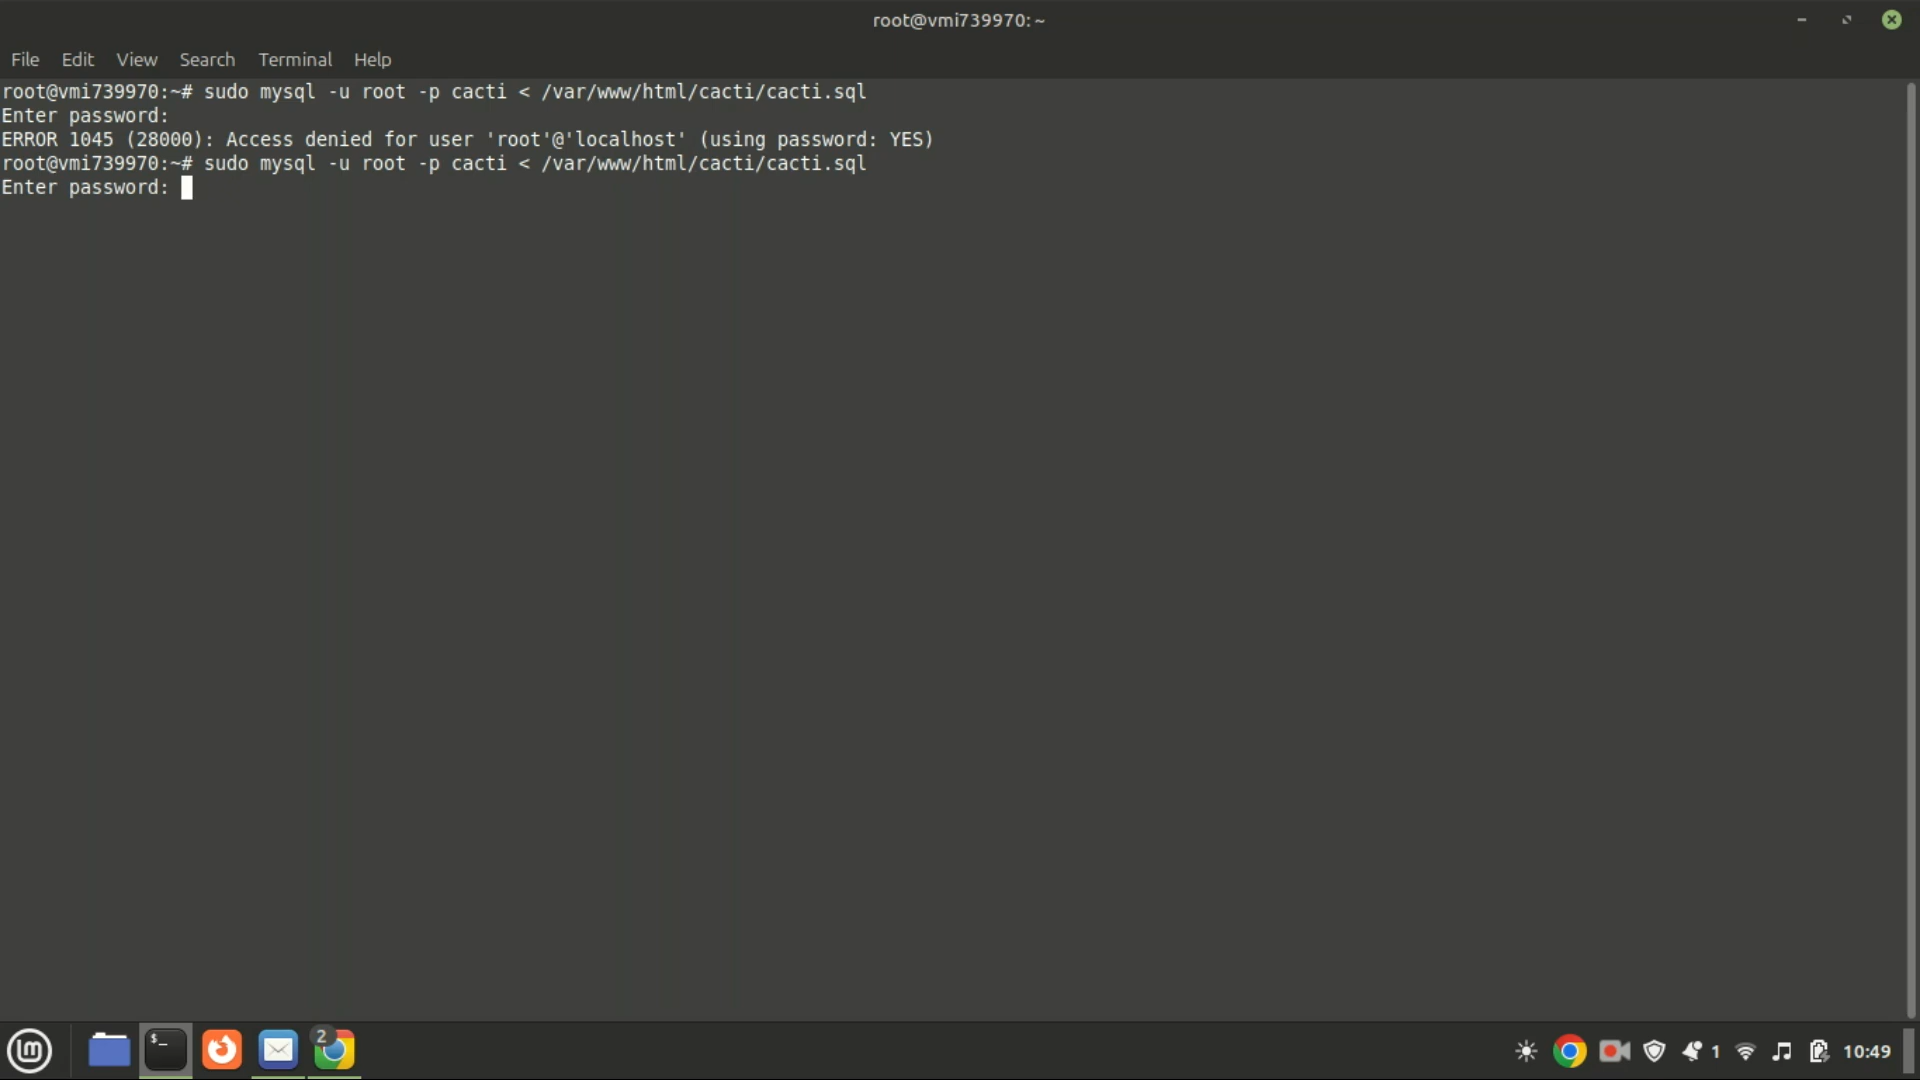 root@vmi739970: ~
File Edit View Search Terminal Help
root@vmi739970:~# sudo mysql -u root -p cacti < /var/www/html/cacti/cacti.sql
Enter password:
ERROR 1045 (28000): Access denied for user 'root'@'localhost' (using password: YES)
root@vmi739970:~# sudo mysql -u root -p cacti < /var/www/html/cacti/cacti.sql
Enter password:
$_
2
1
10:49